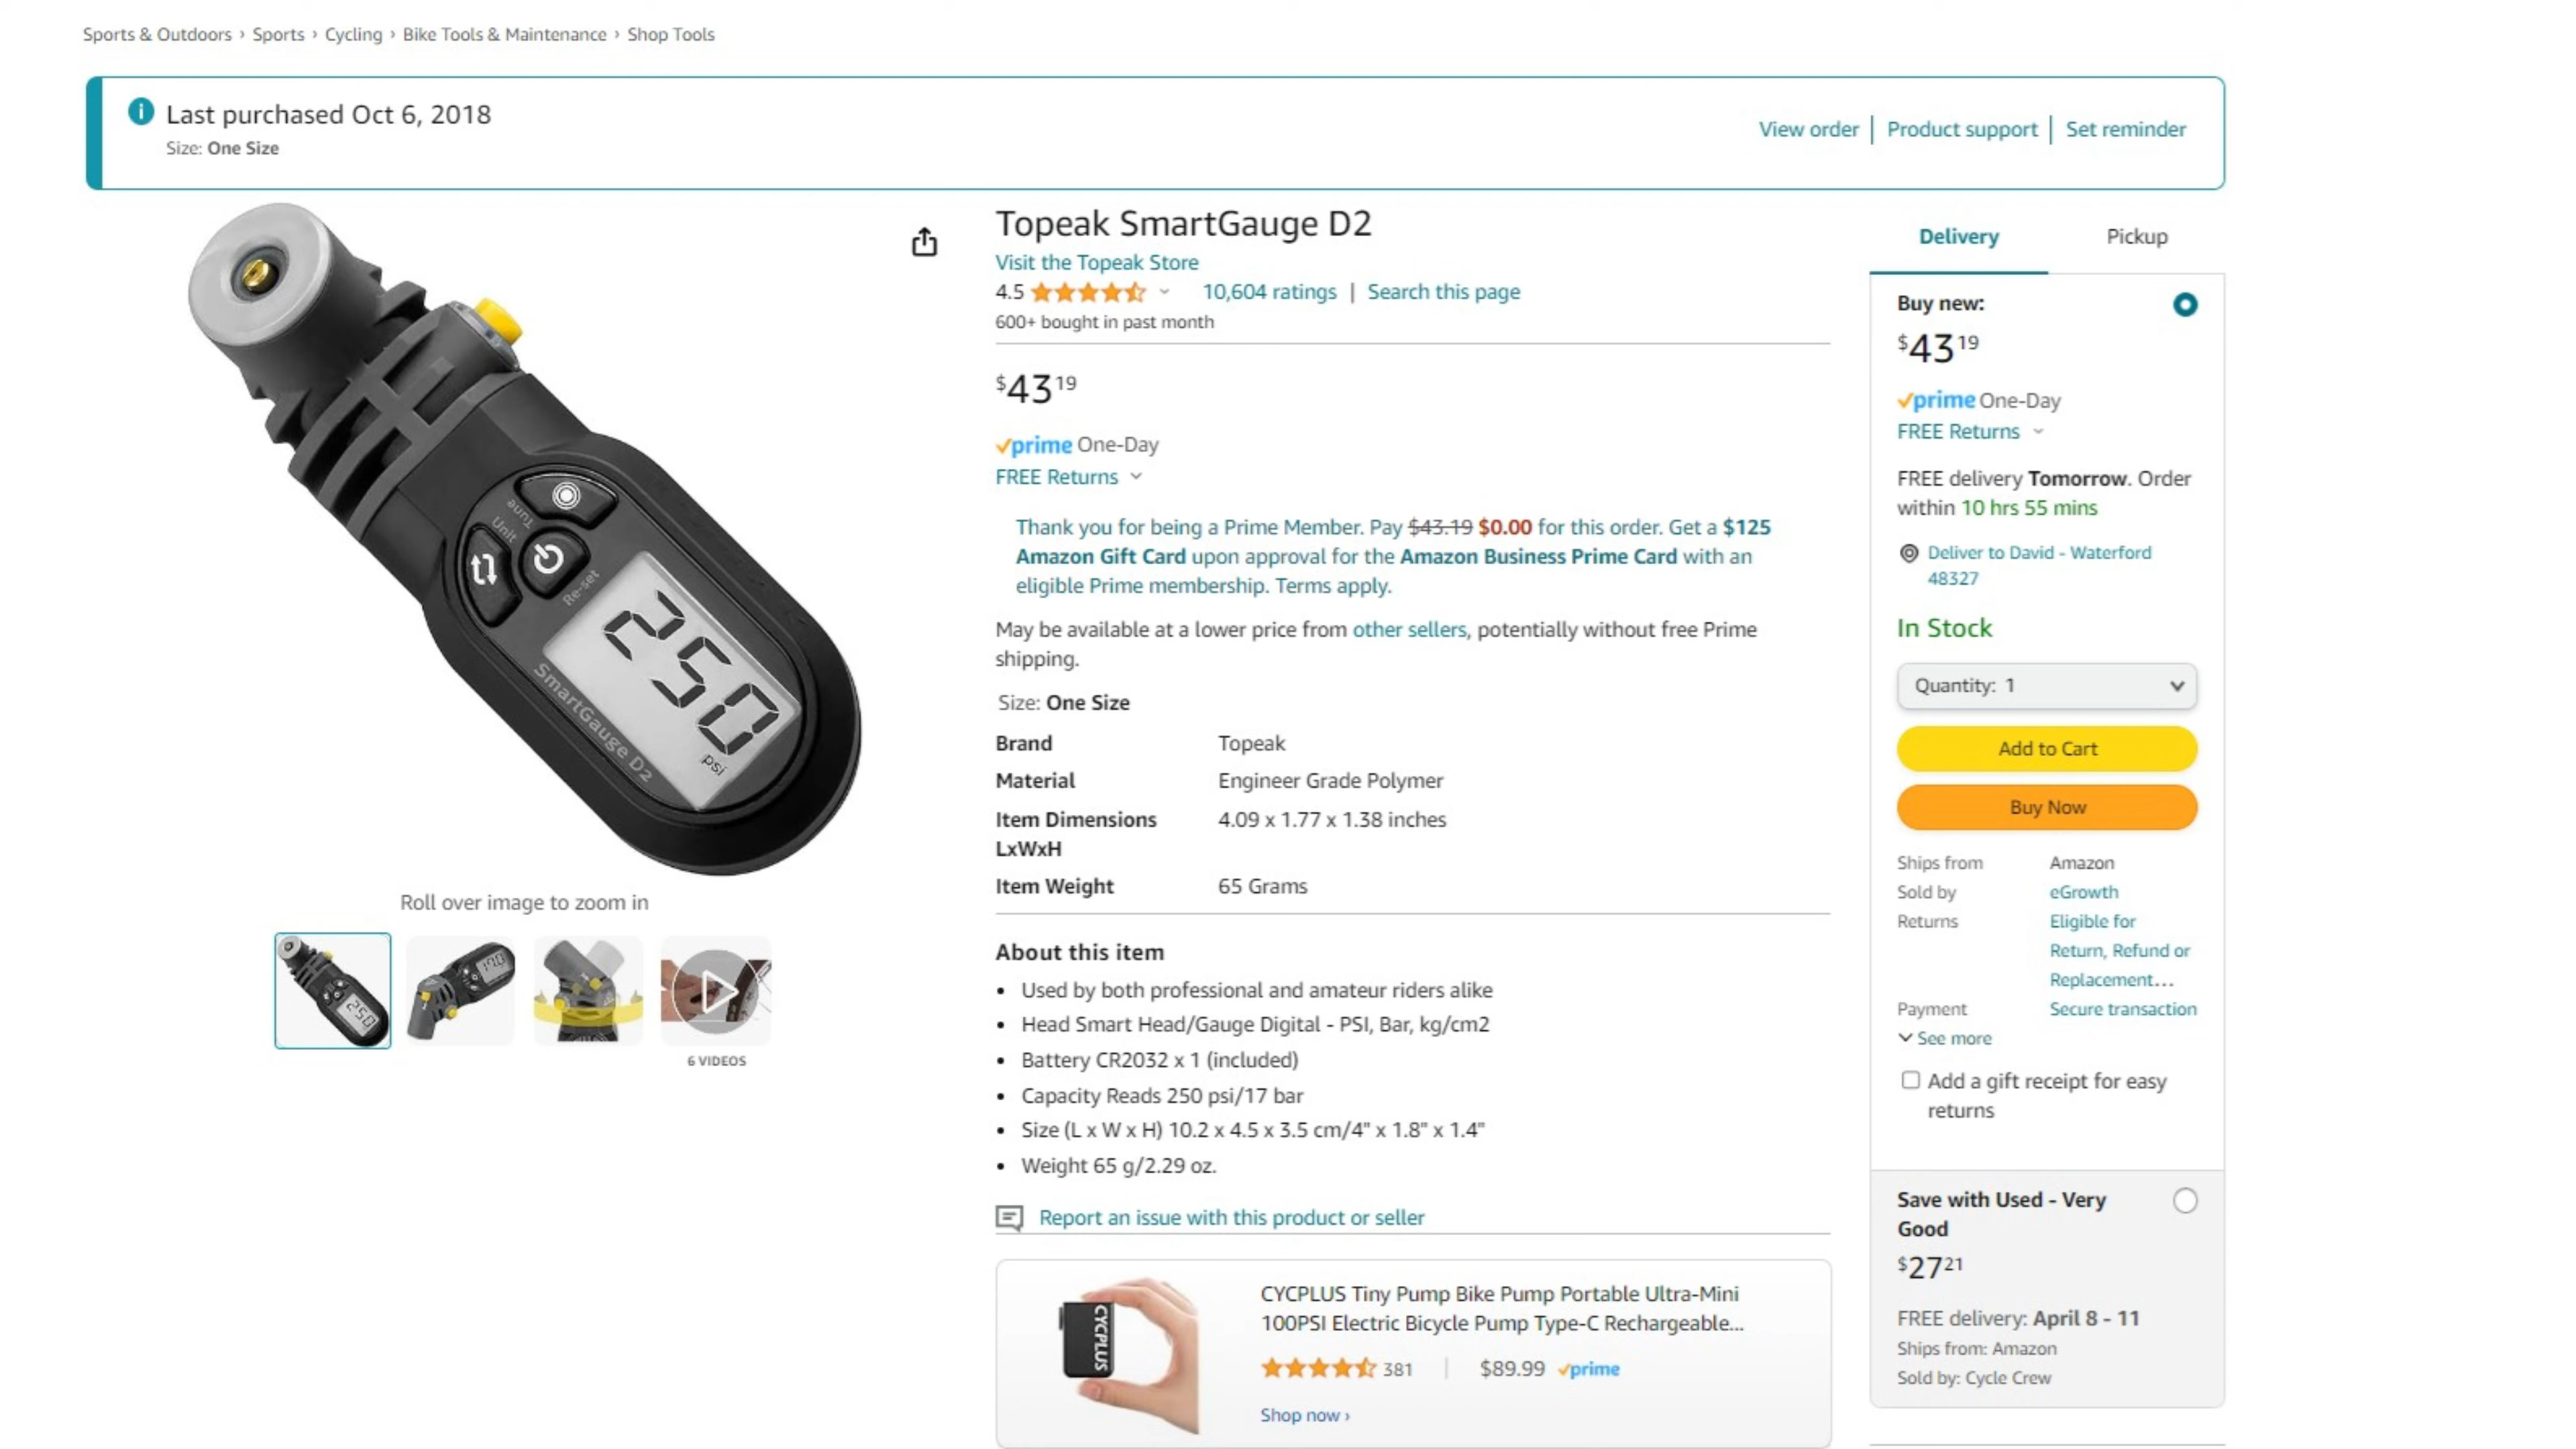 Sports & Outdoors › Sports › Cycling › Bike Tools & Maintenance › Shop Tools
Last purchased Oct 6, 2018
Size: One Size
View order | Product support | Set reminder
Tune
Unit
Re-set
250
psi
SmartGauge D2
Roll over image to zoom in
6 VIDEOS
Topeak SmartGauge D2
Visit the Topeak Store
4.5 10,604 ratings | Search this page
600+ bought in past month
$43 19
prime One-Day
FREE Returns
Thank you for being a Prime Member. Pay $43.19 $0.00 for this order. Get a $125
Amazon Gift Card upon approval for the Amazon Business Prime Card with an
eligible Prime membership. Terms apply.
May be available at a lower price from other sellers, potentially without free Prime
shipping.
Size: One Size
Brand Topeak
Material Engineer Grade Polymer
Item Dimensions 4.09 x 1.77 x 1.38 inches
LxWxH
Item Weight 65 Grams
About this item
• Used by both professional and amateur riders alike
• Head Smart Head/Gauge Digital - PSI, Bar, kg/cm2
• Battery CR2032 x 1 (included)
• Capacity Reads 250 psi/17 bar
• Size (L x W x H) 10.2 x 4.5 x 3.5 cm/4" x 1.8" x 1.4"
• Weight 65 g/2.29 oz.
Report an issue with this product or seller
CYCPLUS
CYCPLUS Tiny Pump Bike Pump Portable Ultra-Mini
100PSI Electric Bicycle Pump Type-C Rechargeable...
381 | $89.99 prime
Shop now ›
Delivery Pickup
Buy new:
$43 19
prime One-Day
FREE Returns
FREE delivery Tomorrow. Order
within 10 hrs 55 mins
Deliver to David - Waterford
48327
In Stock
Quantity: 1
Add to Cart
Buy Now
Ships from Amazon
Sold by eGrowth
Returns Eligible for
Return, Refund or
Replacement...
Payment Secure transaction
See more
Add a gift receipt for easy
returns
Save with Used - Very
Good
$27 21
FREE delivery: April 8 - 11
Ships from: Amazon
Sold by: Cycle Crew